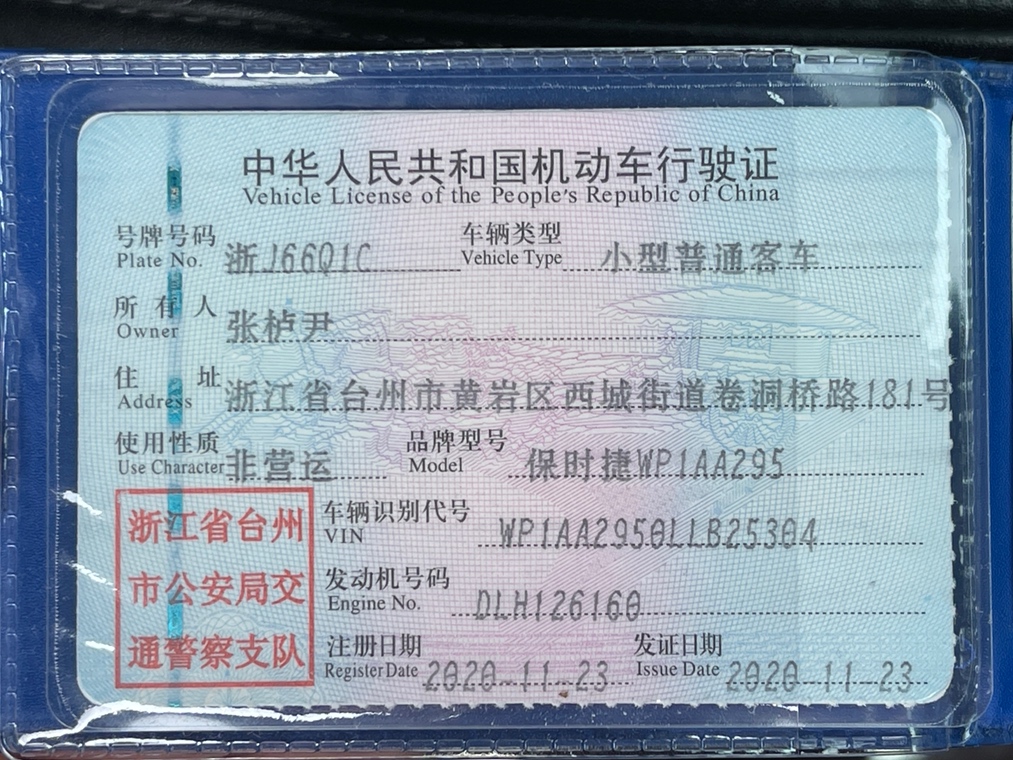 中华人民共和国机动车行驶证
Vehicle License of the People's Republic of China
号牌号码 浙J66Q1C 车辆类型 小型普通客车
Plate No. Vehicle Type
所有人 张栌尹
Owner
住址 浙江省台州市黄岩区西城街道卷洞桥路181号
Address
使用性质 非营运 品牌型号 保时捷WP1AA295
Use Character Model
浙江省台州
市公安局交
通警察支队
车辆识别代号 WP1AA2950LLB25304
VIN
发动机号码 DLH126160
Engine No.
注册日期 2020-11-23 发证日期 2020-11-23
Register Date Issue Date